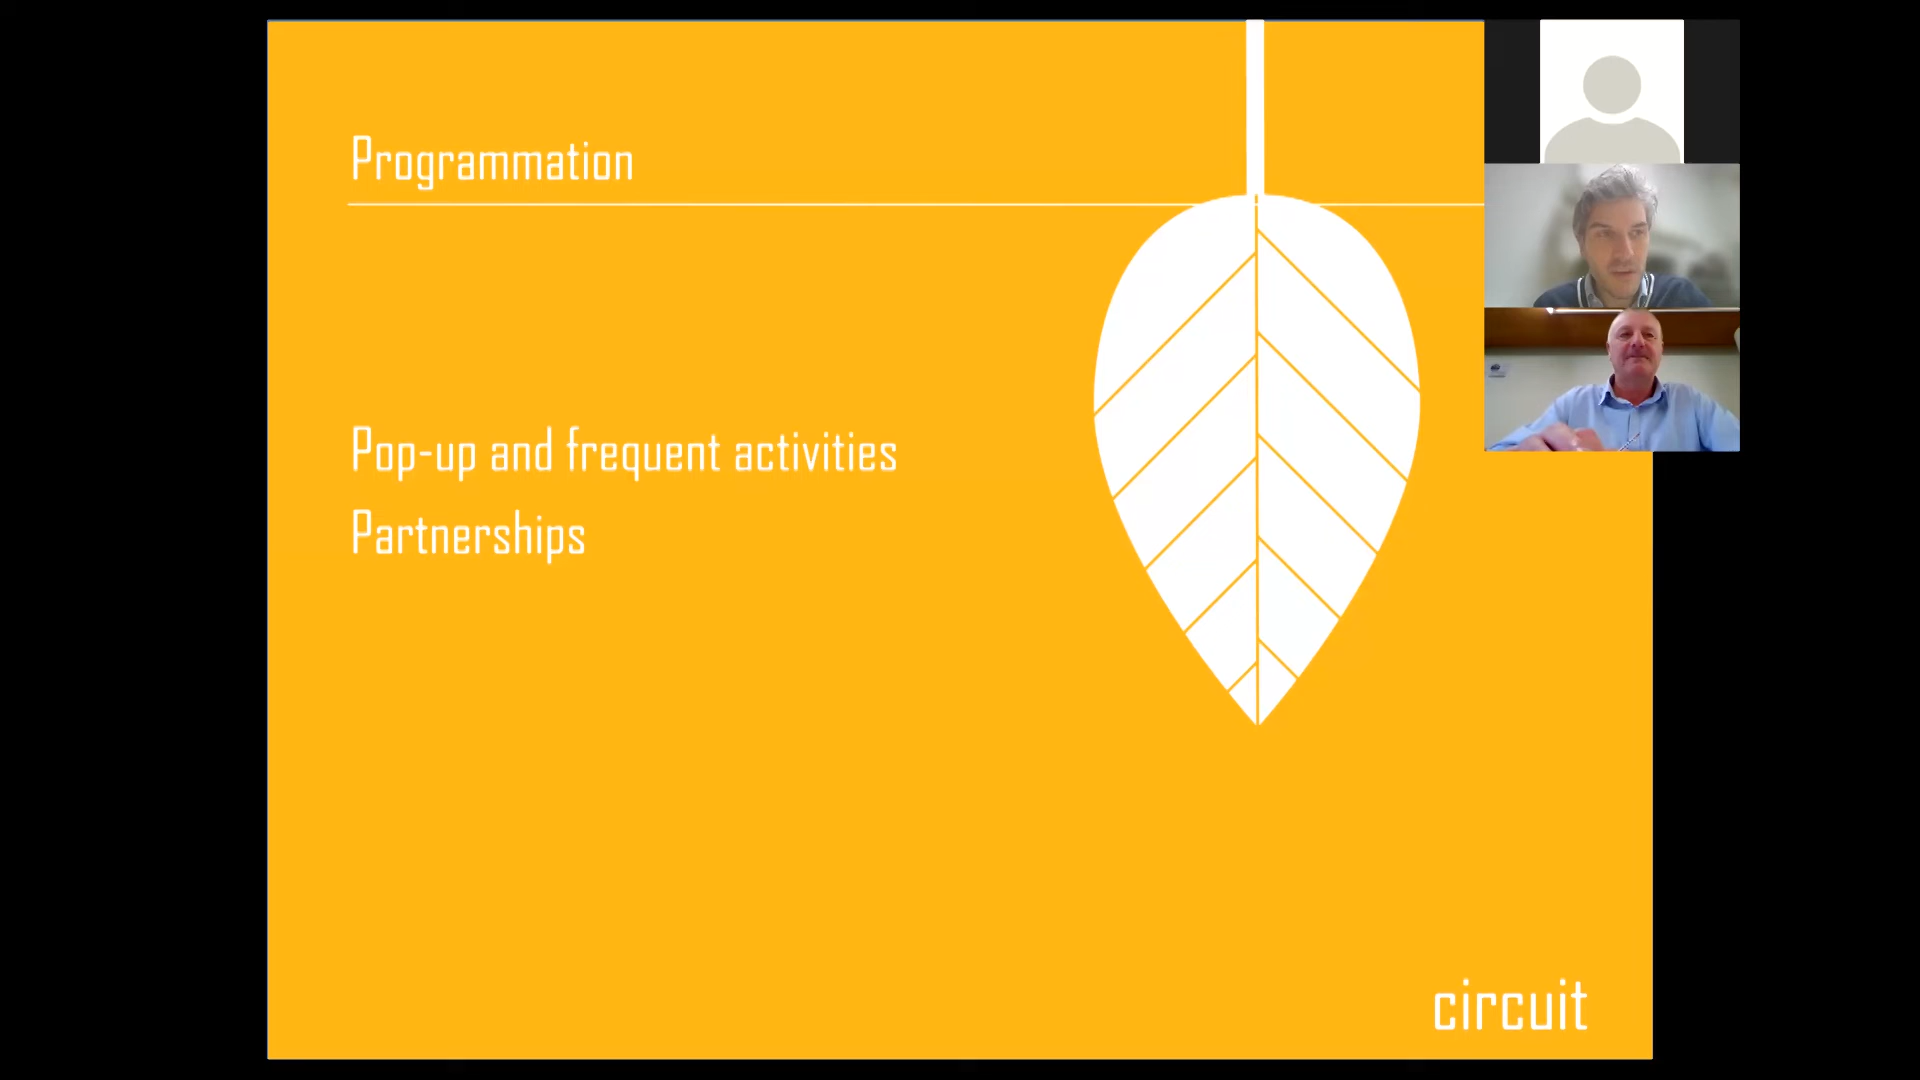 Programmation
Pop-up and frequent activities
Partnerships
circuit